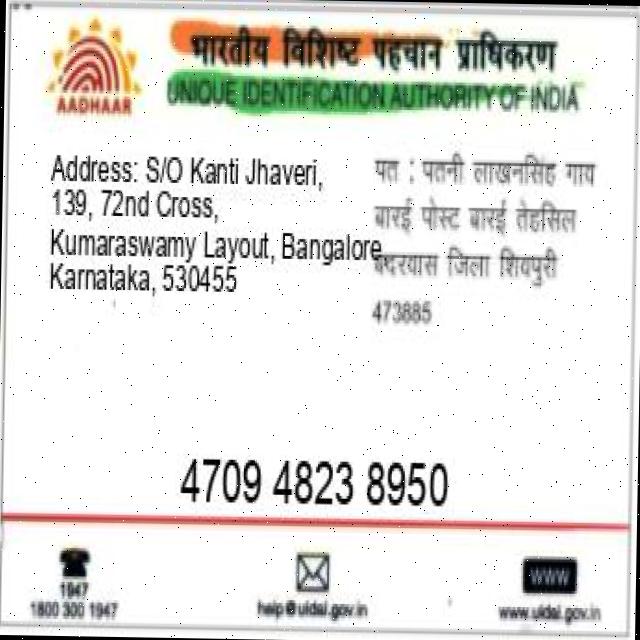 भारतीय विशिष्ट पहचान प्राधिकरण
AADHAAR
UNIQUE IDENTIFICATION AUTHORITY OF INDIA
Address: S/O Kanti Jhaveri,
139, 72nd Cross,
Kumaraswamy Layout, Bangalore
Karnataka, 530455
पत : पतनी लाखनसिंह गाव
बारई पोस्ट बारई तेहसिल
बदरवास जिला शिवपुरी
473885
4709 4823 8950
1947
1800 300 1947
help@uidai.gov.in
WWW
www.uidai.gov.in